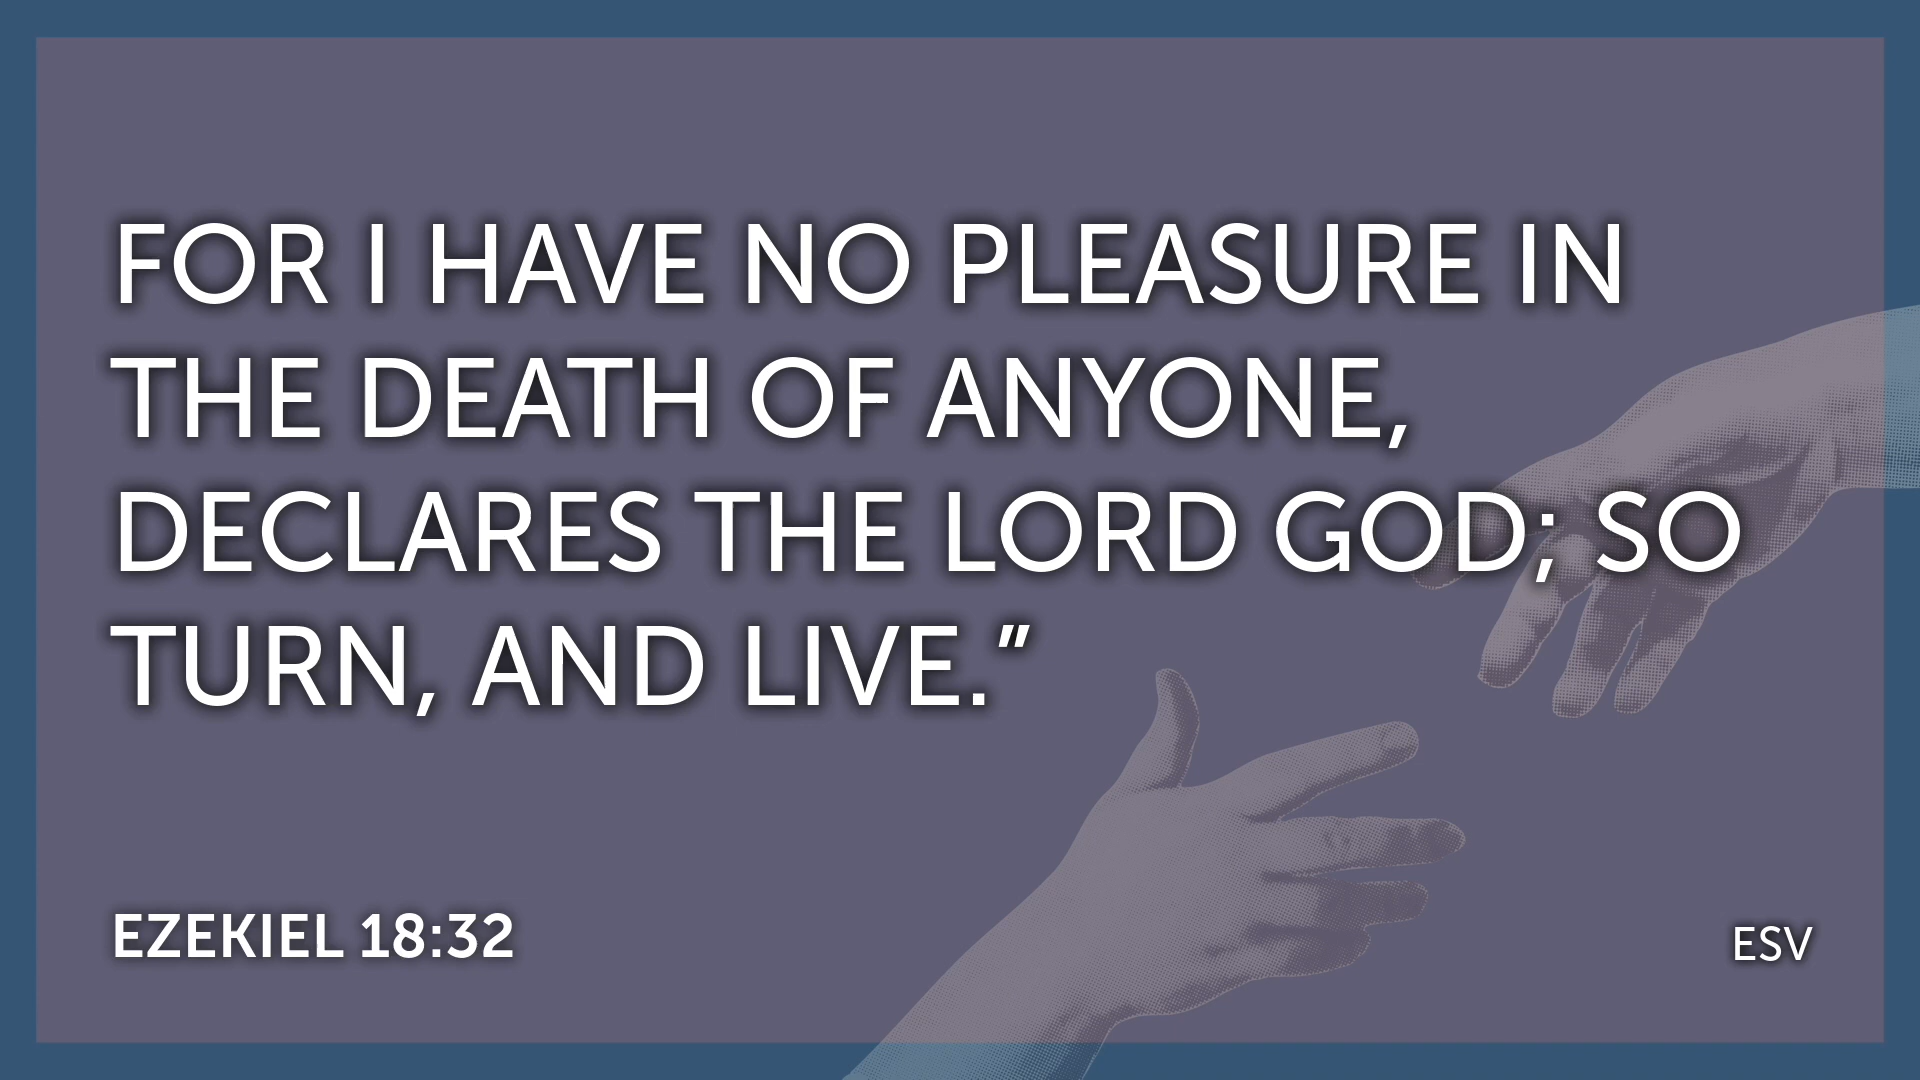 FOR I HAVE NO PLEASURE IN
THE DEATH OF ANYONE,
DECLARES THE LORD GOD; SO
TURN, AND LIVE.”
EZEKIEL 18:32
ESV